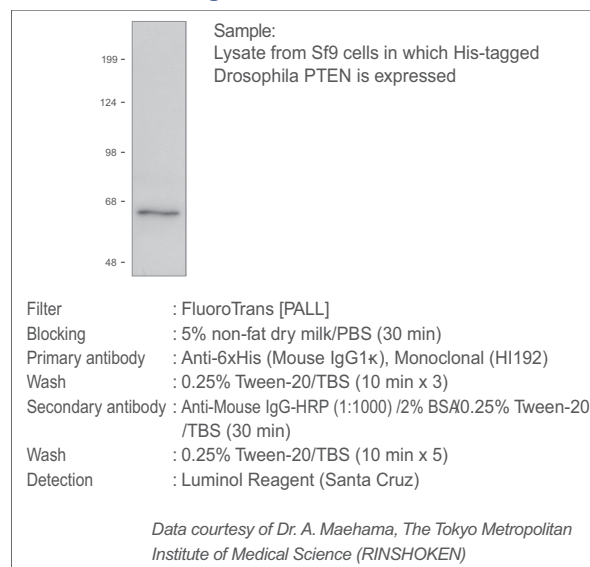 Sample:
Lysate from Sf9 cells in which His-tagged
Drosophila PTEN is expressed
199 -
124 -
98 -
68 -
48 -
Filter : FluoroTrans [PALL]
Blocking : 5% non-fat dry milk/PBS (30 min)
Primary antibody : Anti-6xHis (Mouse IgG1κ), Monoclonal (HI192)
Wash : 0.25% Tween-20/TBS (10 min x 3)
Secondary antibody : Anti-Mouse IgG-HRP (1:1000) /2% BSA/0.25% Tween-20
/TBS (30 min)
Wash : 0.25% Tween-20/TBS (10 min x 5)
Detection : Luminol Reagent (Santa Cruz)
Data courtesy of Dr. A. Maehama, The Tokyo Metropolitan
Institute of Medical Science (RINSHOKEN)